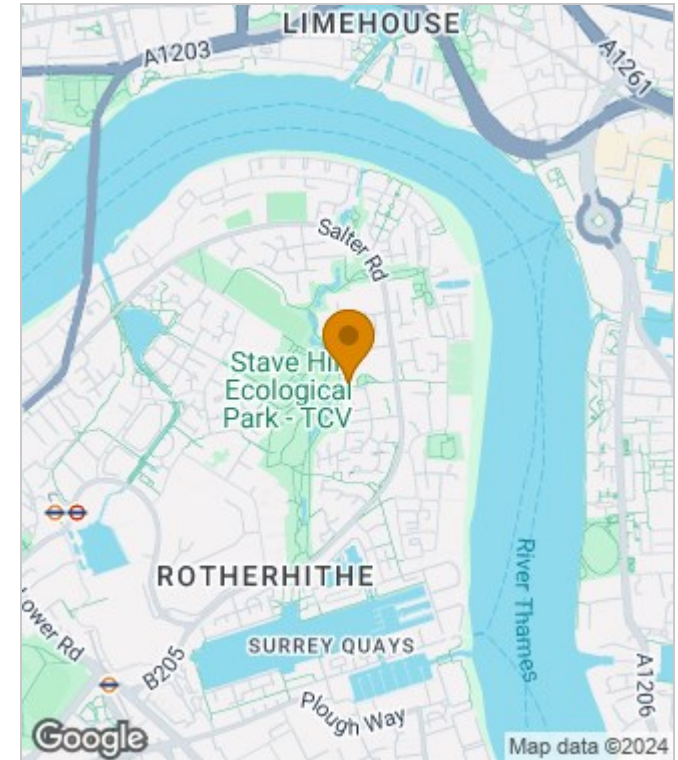 LIMEHOUSE
A1203
A1261
Salter Rd
Stave Hill
Ecological
Park - TCV
ROTHERHITHE
River Thames
Lower Rd
B205
SURREY QUAYS
Plough Way
A1206
Google
Map data ©2024